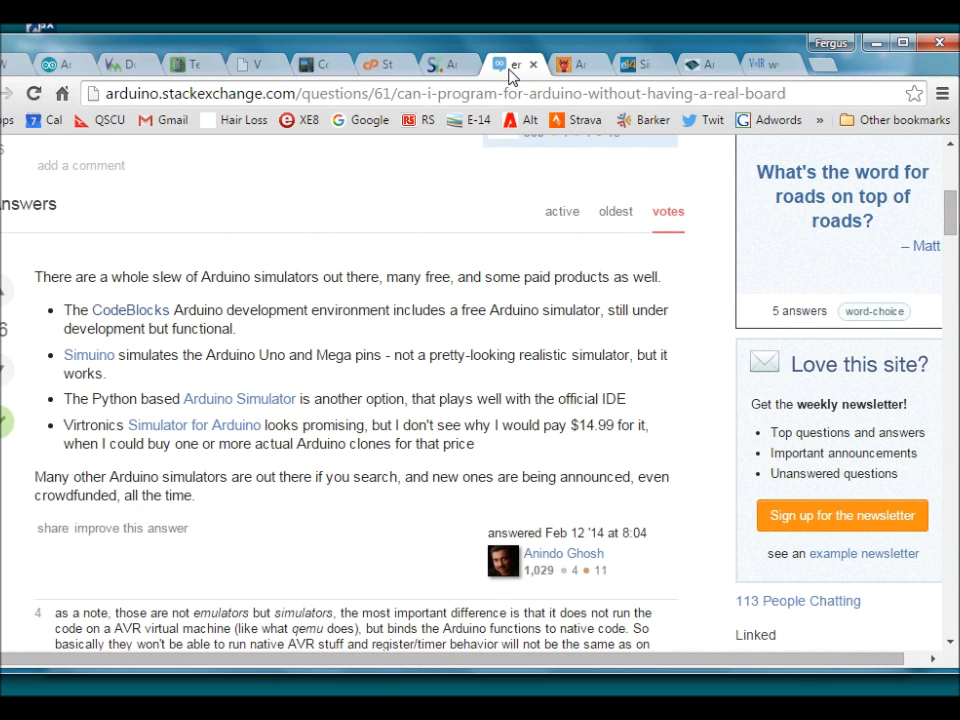 Fergus
Ar
De
Te
V
Co
St
Ar
er
Ar
Si
Ar
V=IR w
arduino.stackexchange.com/questions/61/can-i-program-for-arduino-without-having-a-real-board
ps
Cal
QSCU
Gmail
Hair Loss
XE8
Google
RS
E-14
Alt
Strava
Barker
Twit
Adwords
»
Other bookmarks
add a comment
nswers
active
oldest
votes
There are a whole slew of Arduino simulators out there, many free, and some paid products as well.
• The CodeBlocks Arduino development environment includes a free Arduino simulator, still under
development but functional.
• Simuino simulates the Arduino Uno and Mega pins - not a pretty-looking realistic simulator, but it
works.
• The Python based Arduino Simulator is another option, that plays well with the official IDE
• Virtronics Simulator for Arduino looks promising, but I don't see why I would pay $14.99 for it,
when I could buy one or more actual Arduino clones for that price
Many other Arduino simulators are out there if you search, and new ones are being announced, even
crowdfunded, all the time.
share improve this answer
answered Feb 12 '14 at 8:04
Anindo Ghosh
1,029 ● 4 ● 11
4 as a note, those are not emulators but simulators, the most important difference is that it does not run the
code on a AVR virtual machine (like what qemu does), but binds the Arduino functions to native code. So
basically they won't be able to run native AVR stuff and register/timer behavior will not be the same as on
What's the word for
roads on top of
roads?
– Matt
5 answers
word-choice
Love this site?
Get the weekly newsletter!
• Top questions and answers
• Important announcements
• Unanswered questions
Sign up for the newsletter
see an example newsletter
113 People Chatting
Linked